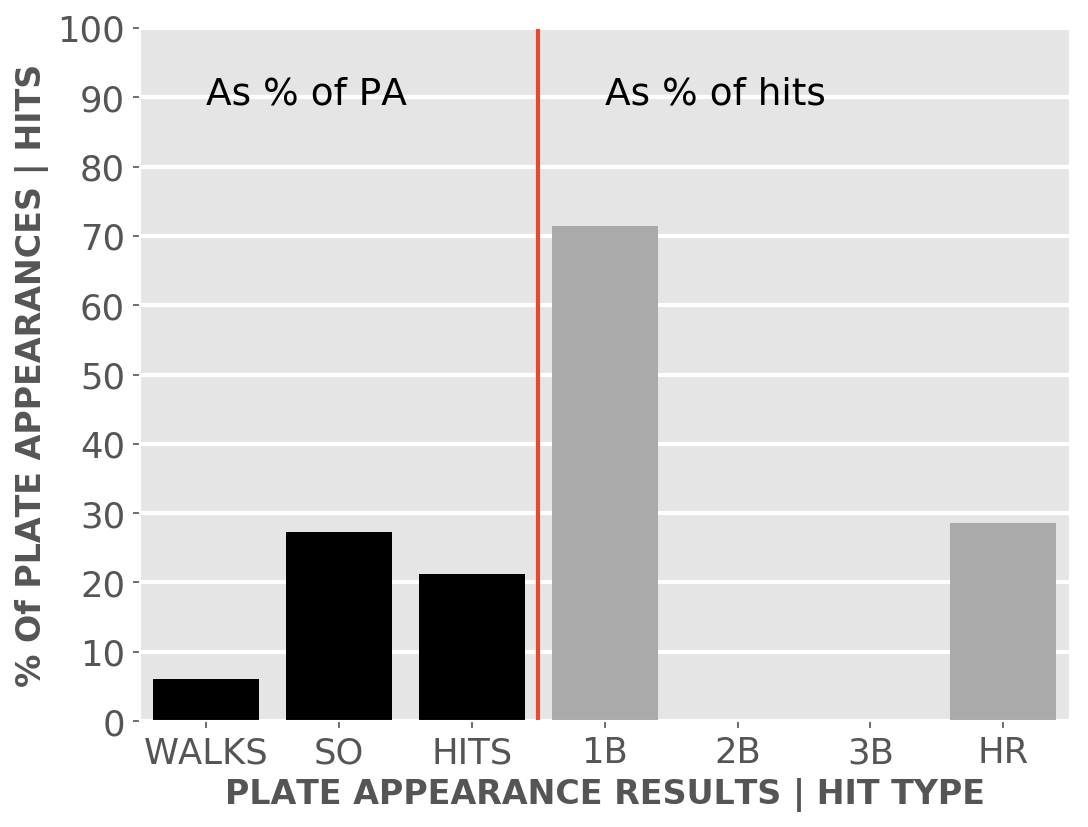 % Of PLATE APPEARANCES | HITS
100
90
80
70
60
50
40
30
20
10
0
As % of PA
As % of hits
WALKS SO HITS 1B 2B 3B HR
PLATE APPEARANCE RESULTS | HIT TYPE